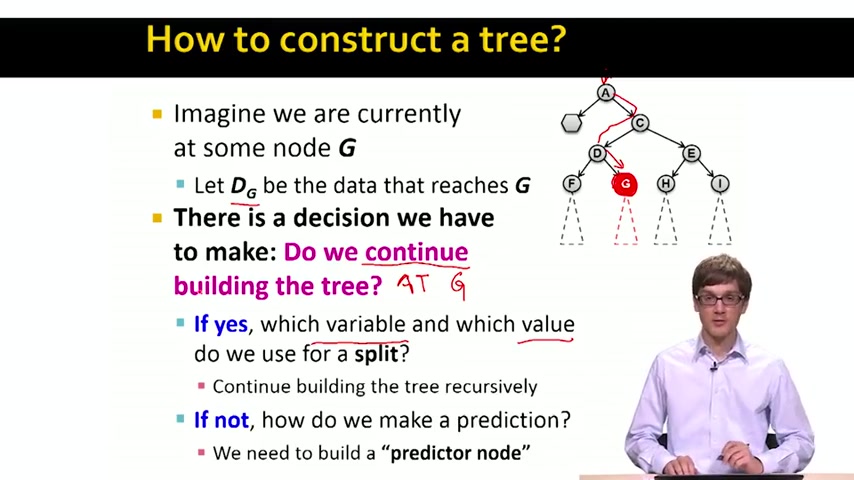 How to construct a tree?
Imagine we are currently
at some node G
Let D_G be the data that reaches G
There is a decision we have
to make: Do we continue
building the tree? AT G
If yes, which variable and which value
do we use for a split?
Continue building the tree recursively
If not, how do we make a prediction?
We need to build a “predictor node”
A
C
D
E
F
G
H
I